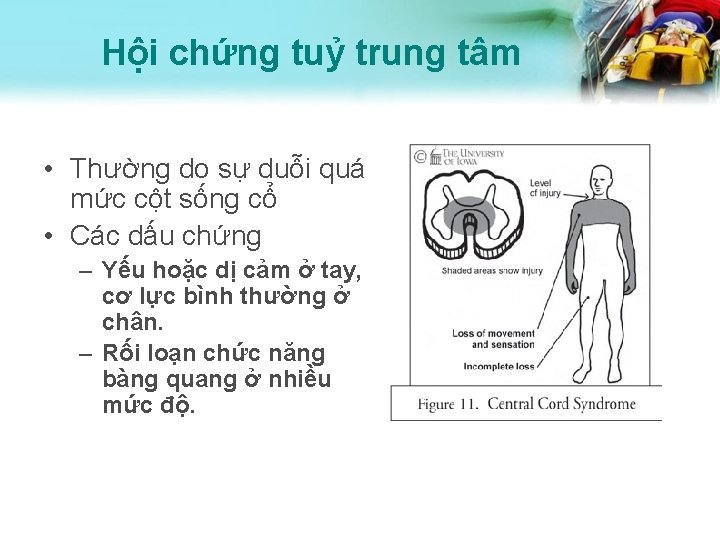 Hội chứng tuỷ trung tâm
• Thường do sự duỗi quá
mức cột sống cổ
• Các dấu chứng
– Yếu hoặc dị cảm ở tay,
cơ lực bình thường ở
chân.
– Rối loạn chức năng
bàng quang ở nhiều
mức độ.
© THE UNIVERSITY
OF IOWA
Level
of injury
Shaded areas show injury
Loss of movement
and sensation
Incomplete loss
Figure 11. Central Cord Syndrome